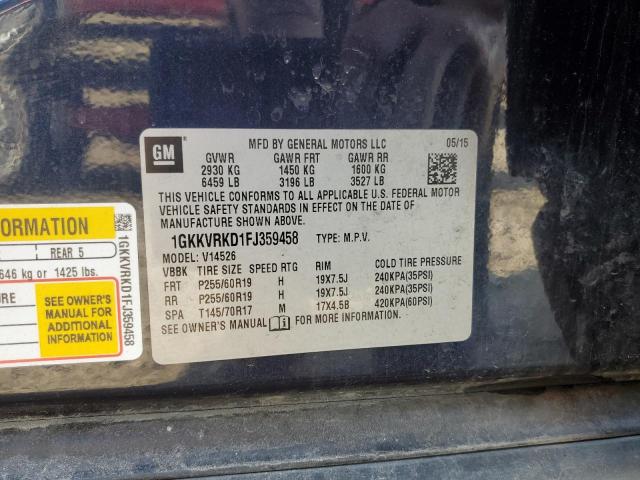 GM
MFD BY GENERAL MOTORS LLC 05/15
GVWR GAWR FRT GAWR RR
2930 KG 1450 KG 1600 KG
6459 LB 3196 LB 3527 LB
THIS VEHICLE CONFORMS TO ALL APPLICABLE U.S. FEDERAL MOTOR
VEHICLE SAFETY STANDARDS IN EFFECT ON THE DATE OF
MANUFACTURE SHOWN ABOVE.
1GKKVRKD1FJ359458 TYPE: M.P.V.
MODEL: V14526
VBBK TIRE SIZE SPEED RTG RIM COLD TIRE PRESSURE
FRT P255/60R19 H 19X7.5J 240KPA(35PSI)
RR P255/60R19 H 19X7.5J 240KPA(35PSI)
SPA T145/70R17 M 17X4.5B 420KPA(60PSI)
SEE OWNER'S MANUAL i FOR MORE INFORMATION.
INFORMATION
REAR 5
646 kg or 1425 lbs.
SEE OWNER'S
MANUAL FOR
ADDITIONAL
INFORMATION
1GKKVRKD1FJ359458